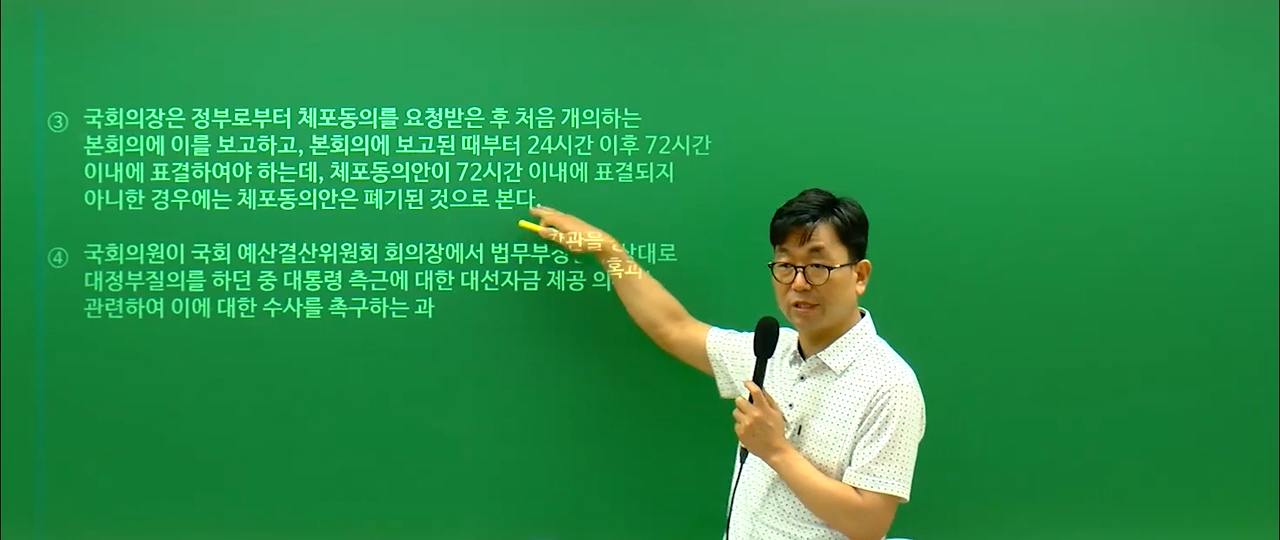 ③ 국회의장은 정부로부터 체포동의를 요청받은 후 처음 개의하는
본회의에 이를 보고하고, 본회의에 보고된 때부터 24시간 이후 72시간
이내에 표결하여야 하는데, 체포동의안이 72시간 이내에 표결되지
아니한 경우에는 체포동의안은 폐기된 것으로 본다.
④ 국회의원이 국회 예산결산위원회 회의장에서 법무부장관을 상대로
대정부질의를 하던 중 대통령 측근에 대한 대선자금 제공 의혹과
관련하여 이에 대한 수사를 촉구하는 과